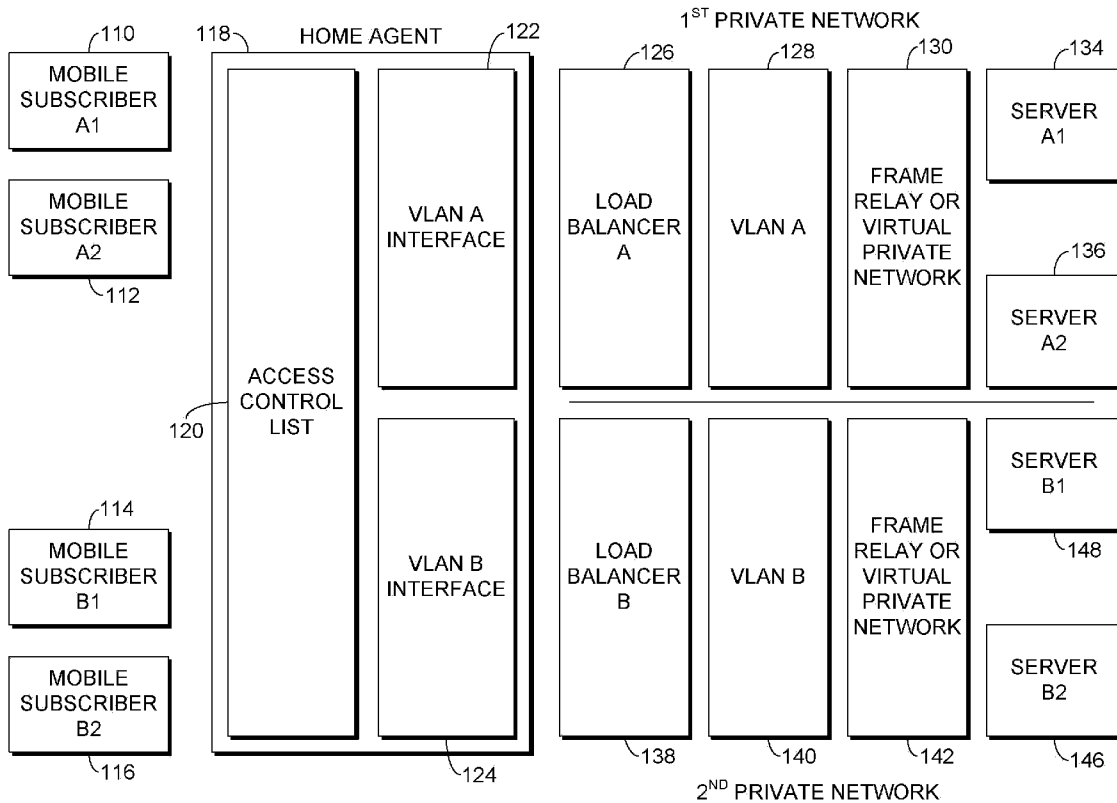 1ST PRIVATE NETWORK
110
118
HOME AGENT
122
126
128
130
134
MOBILE
SUBSCRIBER
A1
MOBILE
SUBSCRIBER
A2
112
ACCESS
CONTROL
LIST
120
VLAN A
INTERFACE
LOAD
BALANCER
A
VLAN A
FRAME
RELAY OR
VIRTUAL
PRIVATE
NETWORK
SERVER
A1
136
SERVER
A2
114
MOBILE
SUBSCRIBER
B1
MOBILE
SUBSCRIBER
B2
116
VLAN B
INTERFACE
124
LOAD
BALANCER
B
138
VLAN B
140
FRAME
RELAY OR
VIRTUAL
PRIVATE
NETWORK
142
SERVER
B1
148
SERVER
B2
146
2ND PRIVATE NETWORK